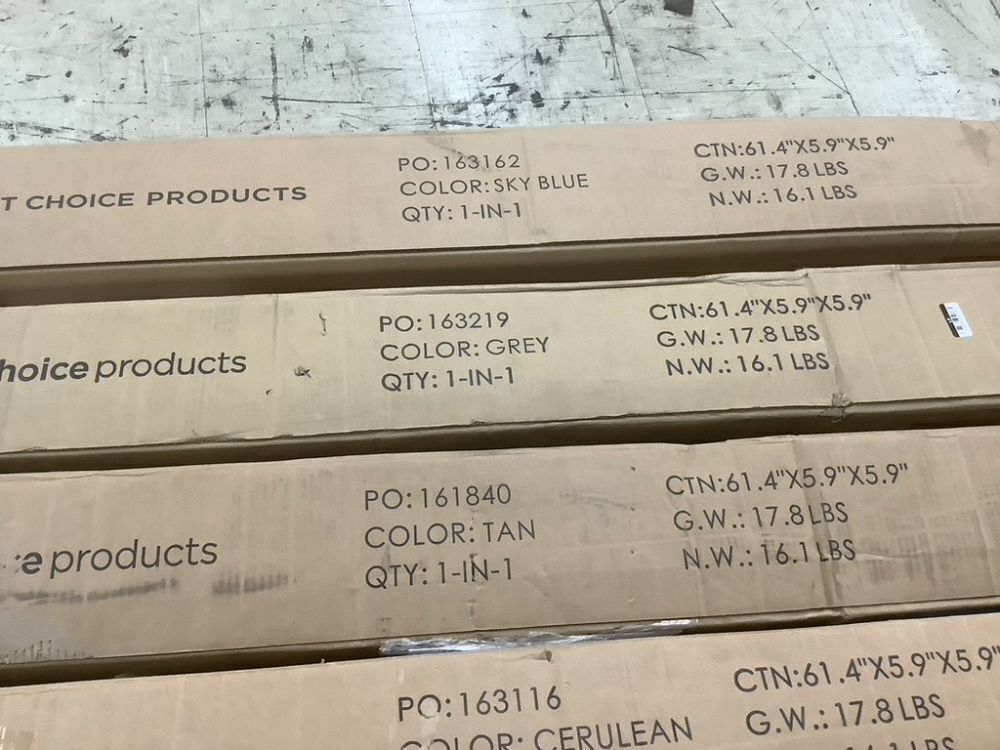 T CHOICE PRODUCTS
PO: 163162
COLOR: SKY BLUE
QTY: 1-IN-1
CTN:61.4"X5.9"X5.9"
G.W.: 17.8 LBS
N.W.: 16.1 LBS
hoice products
PO: 163219
COLOR: GREY
QTY: 1-IN-1
CTN:61.4"X5.9"X5.9"
G.W.: 17.8 LBS
N.W.: 16.1 LBS
e products
PO: 161840
COLOR: TAN
QTY: 1-IN-1
CTN:61.4"X5.9"X5.9"
G.W.: 17.8 LBS
N.W.: 16.1 LBS
PO: 163116
COLOR: CERULEAN
CTN:61.4"X5.9"X5.9"
G.W.: 17.8 LBS